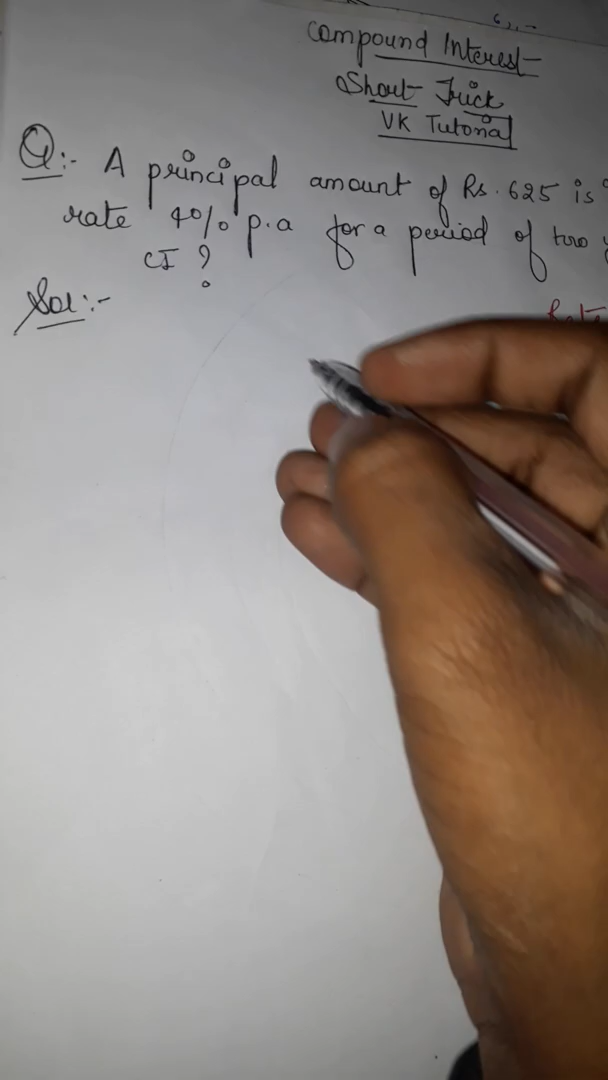 Compound Interest
Short Trick
VK Tutorial
Q:- A principal amount of Rs. 625 is
rate 4% p.a for a period of two
CI ?
Sol:-